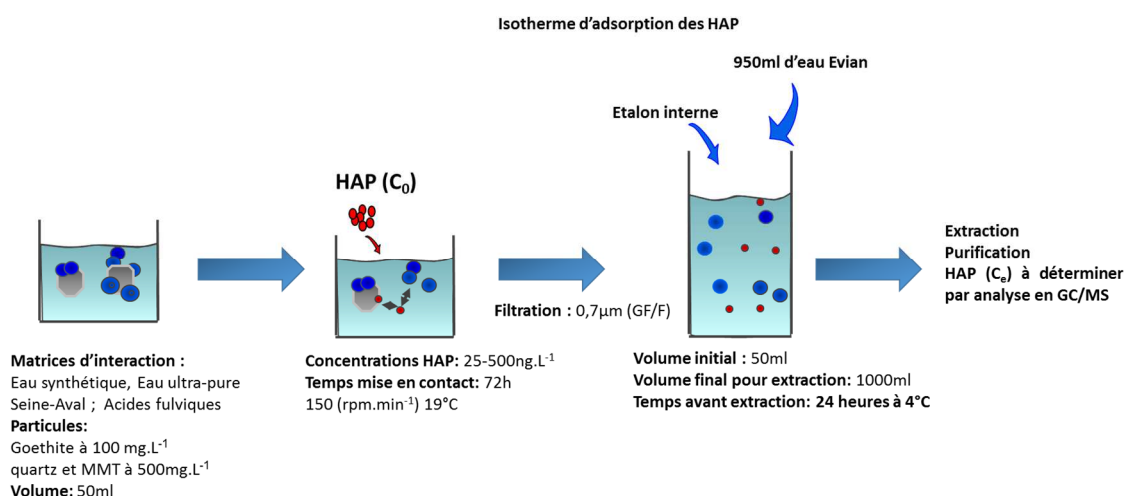 Isotherme d’adsorption des HAP
950ml d’eau Evian
Etalon interne
HAP (C₀)
Matrices d’interaction :
Eau synthétique, Eau ultra-pure
Seine-Aval ; Acides fulviques
Particules:
Goethite à 100 mg.L⁻¹
quartz et MMT à 500mg.L⁻¹
Volume: 50ml
Concentrations HAP: 25-500ng.L⁻¹
Temps mise en contact: 72h
150 (rpm.min⁻¹) 19°C
Filtration : 0,7µm (GF/F)
Volume initial : 50ml
Volume final pour extraction: 1000ml
Temps avant extraction: 24 heures à 4°C
Extraction
Purification
HAP (Cₑ) à déterminer
par analyse en GC/MS